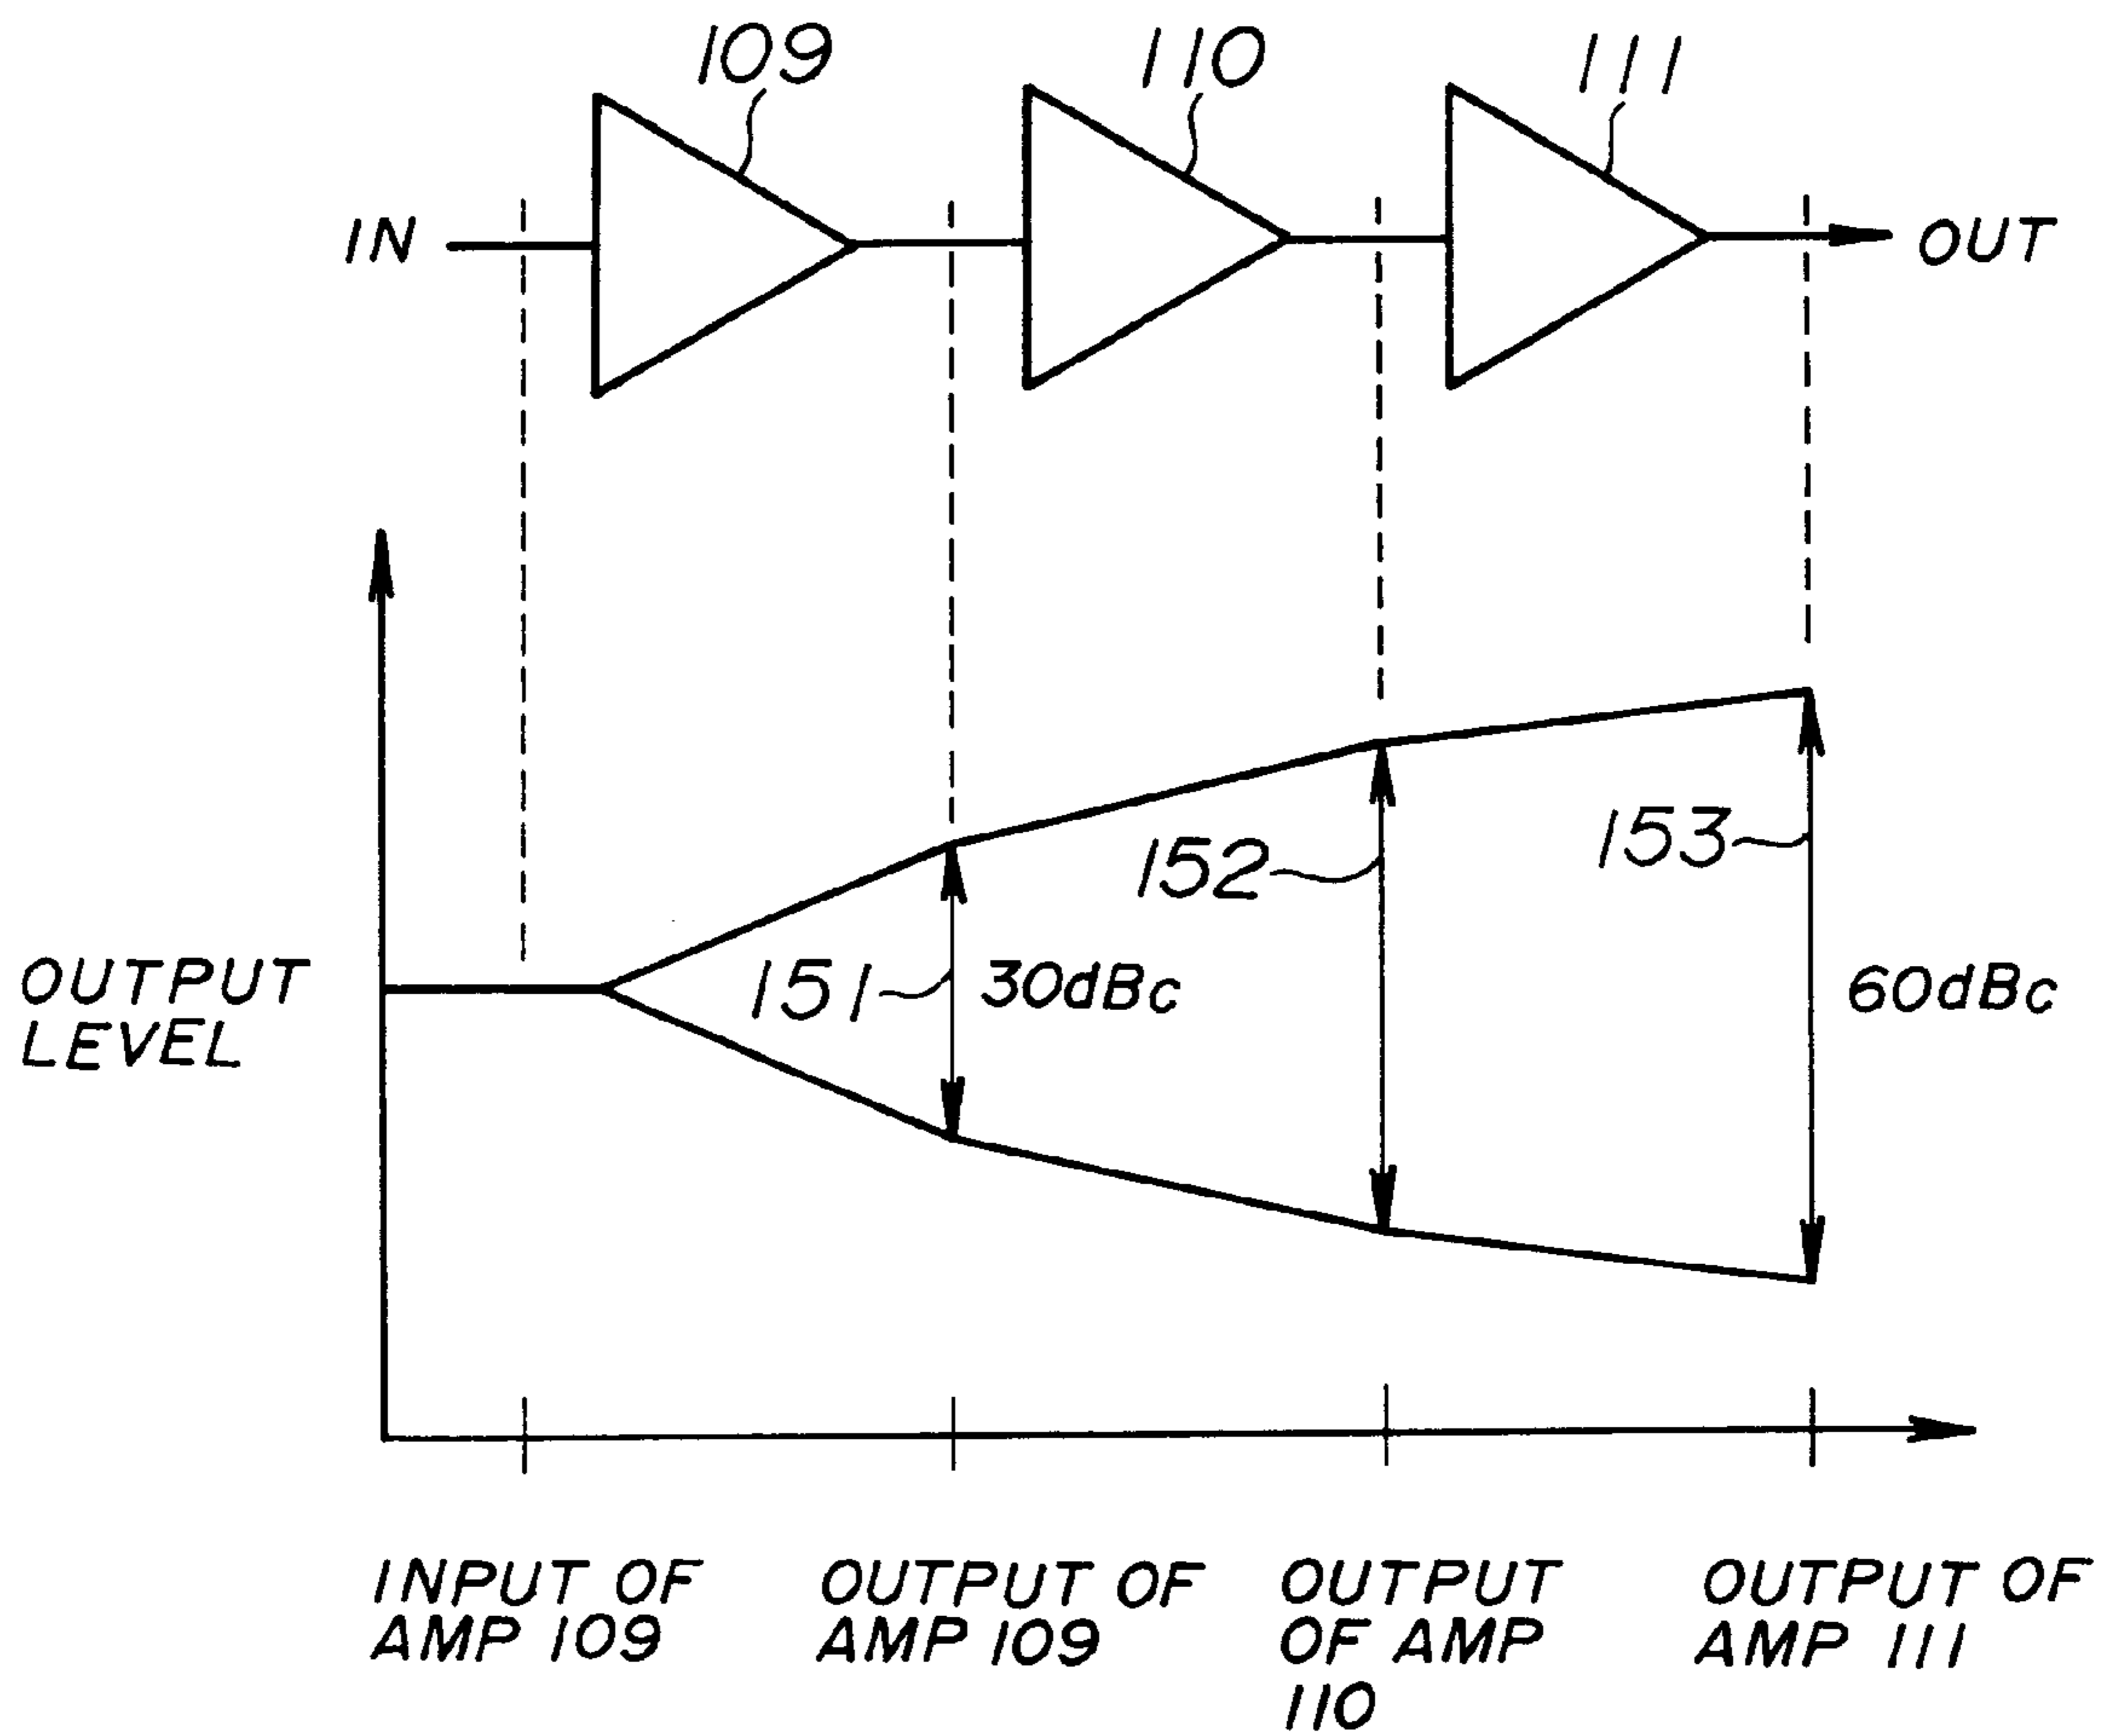 109
110
111
IN
OUT
152
153
151
30dBc
60dBc
OUTPUT
LEVEL
INPUT OF
AMP 109
OUTPUT OF
AMP 109
OUTPUT
OF AMP
110
OUTPUT OF
AMP 111